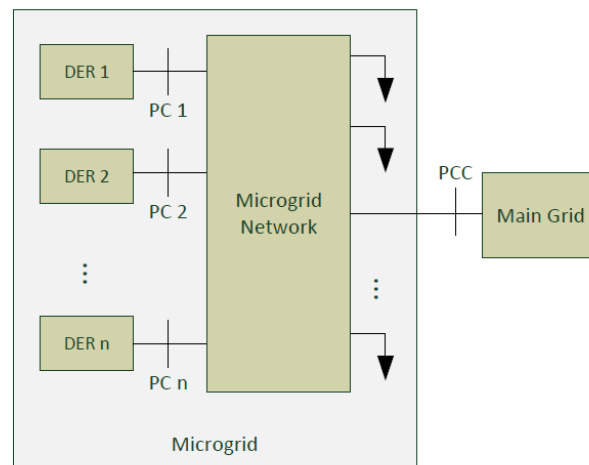 DER 1
PC 1
DER 2
PC 2
DER n
PC n
Microgrid
Network
PCC
Main Grid
Microgrid